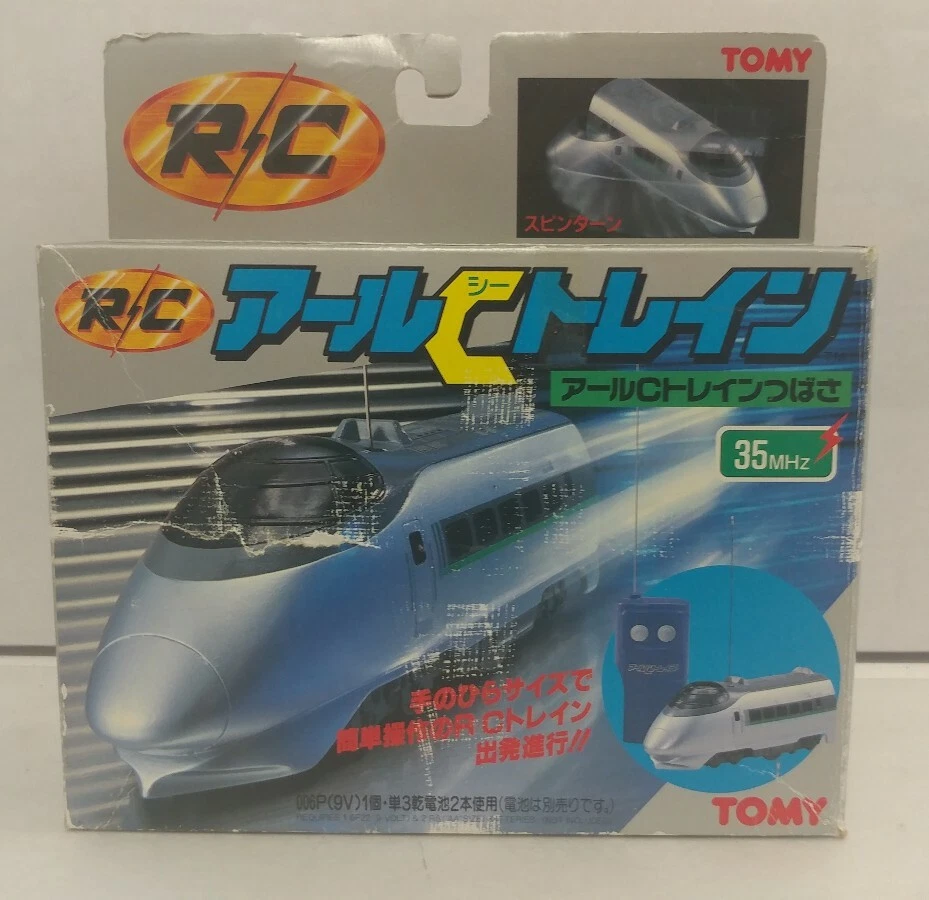 R/C
TOMY
スピンターン
R/C
アールCトレイン
シー
アールCトレインつばさ
35MHz
手のひらサイズで
簡単操作のR Cトレイン
出発進行!!
006P(9V)1個・単3乾電池2本使用(電池は別売りです。)
TOMY